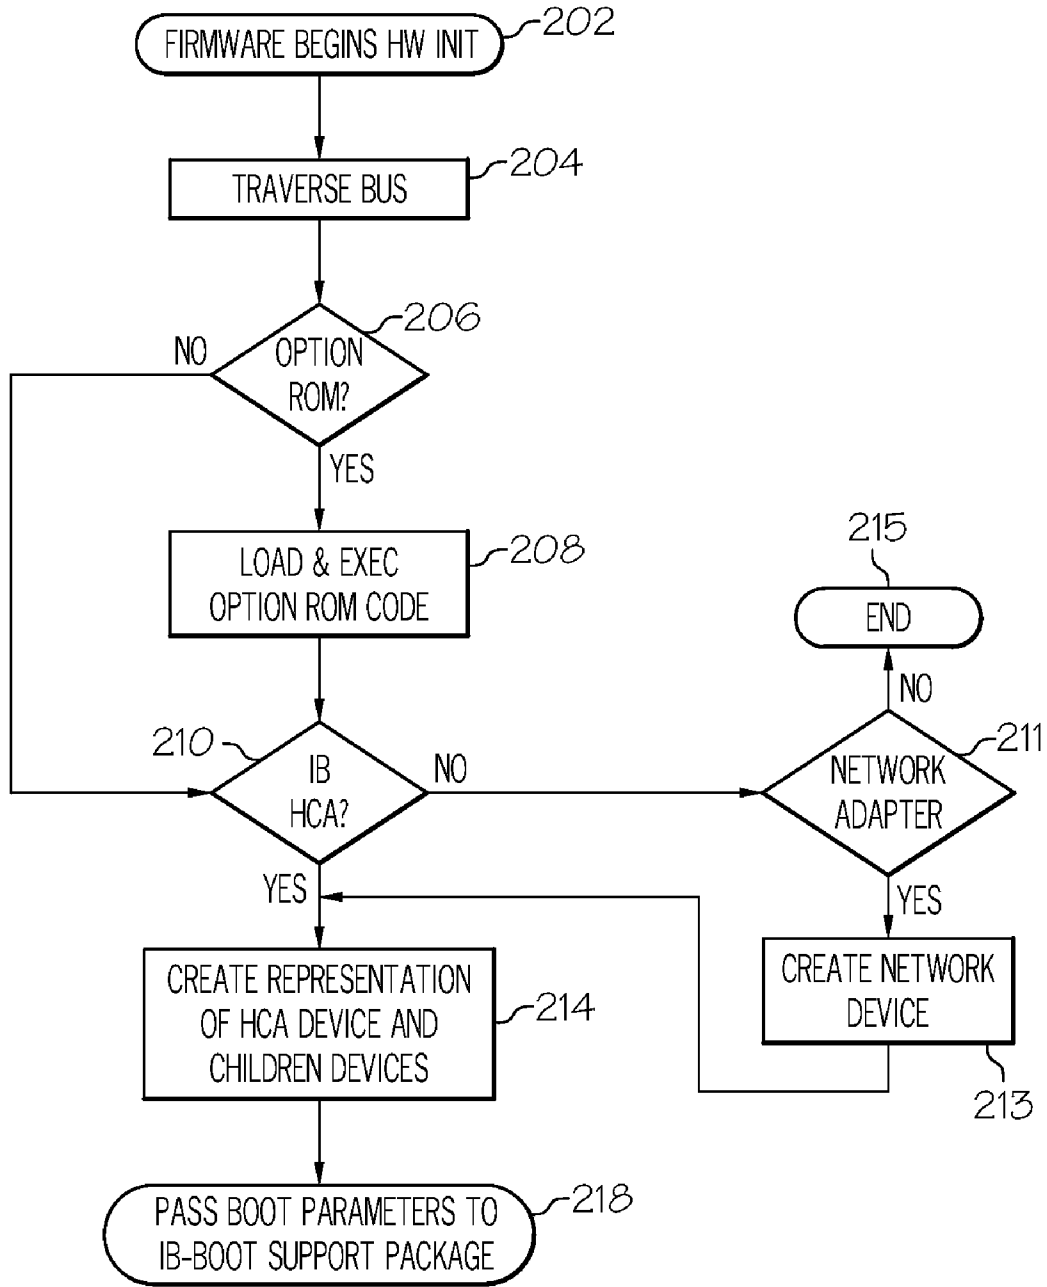 FIRMWARE BEGINS HW INIT
202
TRAVERSE BUS
204
206
NO
OPTION
ROM?
YES
LOAD & EXEC
OPTION ROM CODE
208
215
END
NO
210
IB
HCA?
NO
211
NETWORK
ADAPTER
YES
YES
CREATE REPRESENTATION
OF HCA DEVICE AND
CHILDREN DEVICES
214
CREATE NETWORK
DEVICE
213
PASS BOOT PARAMETERS TO
IB-BOOT SUPPORT PACKAGE
218